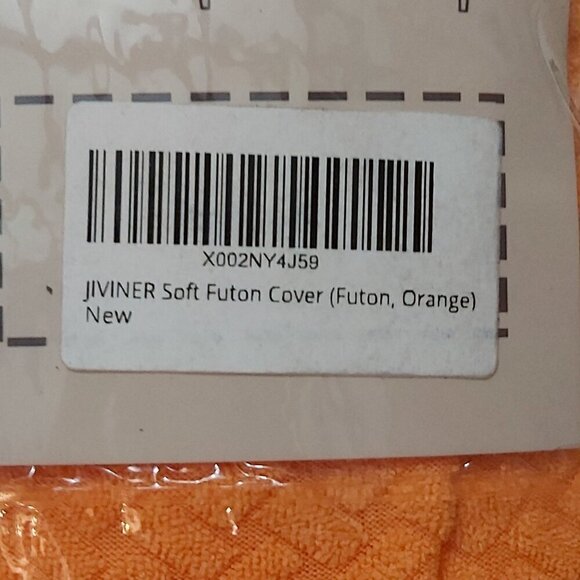 X002NY4J59
JIVINER Soft Futon Cover (Futon, Orange)
New